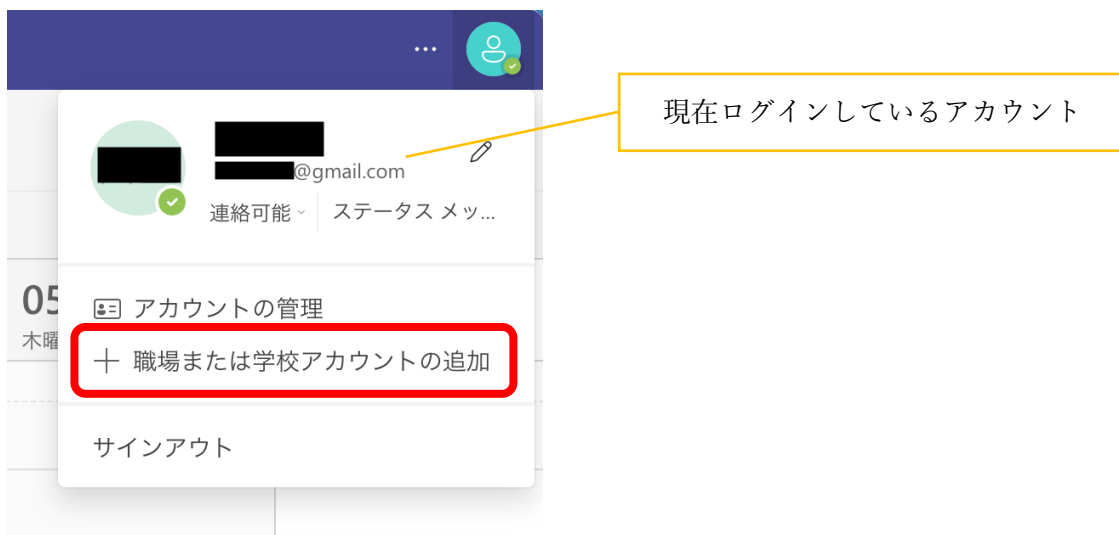 現在ログインしているアカウント
@gmail.com
連絡可能
ステータス メッ...
05
木曜
アカウントの管理
職場または学校アカウントの追加
サインアウト